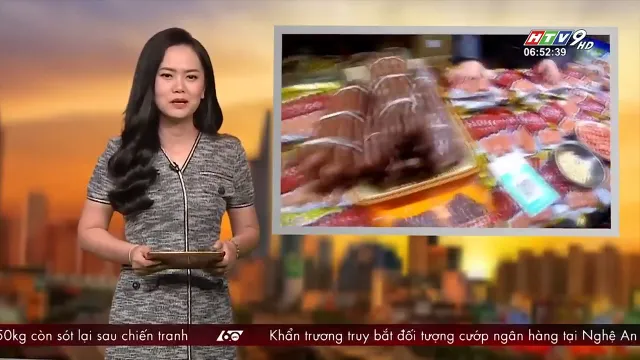 HTV9 HD
06:52:39
50kg còn sót lại sau chiến tranh
60
Khẩn trương truy bắt đối tượng cướp ngân hàng tại Nghệ An